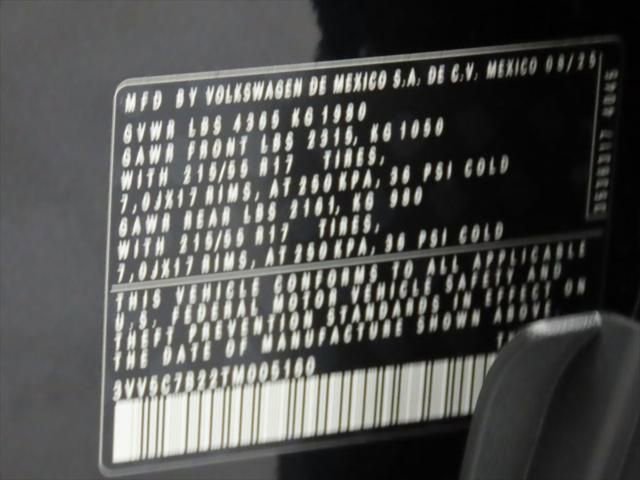 MFD BY VOLKSWAGEN DE MEXICO S.A. DE C.V. MEXICO 08/25
GVWR LBS 4365 KG 1980
GAWR FRONT LBS 2315, KG 1050
WITH 215/55 R17 TIRES,
7,0JX17 RIMS, AT 250 KPA, 36 PSI COLD
GAWR REAR LBS 2161, KG 980
WITH 215/55 R17 TIRES,
7,0JX17 RIMS, AT 250 KPA, 36 PSI COLD
THIS VEHICLE CONFORMS TO ALL APPLICABLE
U.S. FEDERAL MOTOR VEHICLE SAFETY AND
THEFT PREVENTION STANDARDS IN EFFECT ON
THE DATE OF MANUFACTURE SHOWN ABOVE